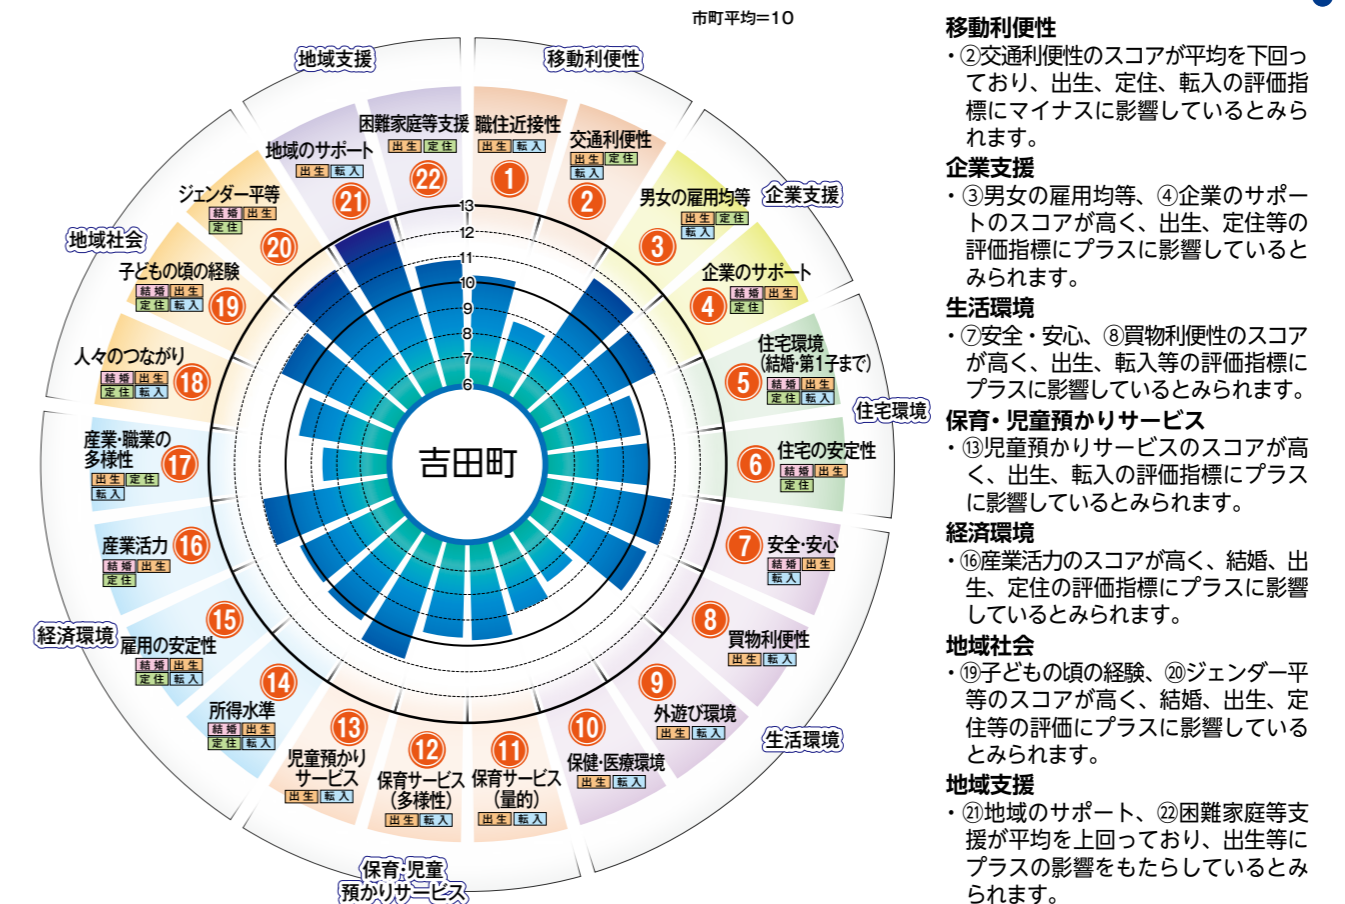 市町平均=10
地域支援
移動利便性
企業支援
住宅環境
生活環境
保育・児童
預かりサービス
経済環境
地域社会
職住近接性
出生 転入
1
交通利便性
出生 定住
転入
2
男女の雇用均等
出生 定住
転入
3
企業のサポート
結婚 出生
定住
4
住宅環境
(結婚・第1子まで)
結婚 出生
定住 転入
5
住宅の安定性
結婚 出生
定住
6
安全・安心
結婚 出生
転入
7
買物利便性
出生 転入
8
外遊び環境
出生 転入
9
保健・医療環境
出生 転入
10
保育サービス
(量的)
出生 転入
11
保育サービス
(多様性)
出生 転入
12
児童預かり
サービス
出生 転入
13
所得水準
結婚 出生
定住 転入
14
雇用の安定性
結婚 出生
定住 転入
15
産業活力
結婚 出生
定住
16
産業・職業の
多様性
出生 定住
転入
17
人々のつながり
結婚 出生
定住 転入
18
子どもの頃の経験
結婚 出生
定住 転入
19
ジェンダー平等
結婚 出生
定住
20
地域のサポート
出生 転入
21
困難家庭等支援
出生 定住
22
13
12
11
10
9
8
7
6
吉田町
移動利便性
・②交通利便性のスコアが平均を下回っ
ており、出生、定住、転入の評価指
標にマイナスに影響しているとみら
れます。
企業支援
・③男女の雇用均等、④企業のサポー
トのスコアが高く、出生、定住等の
評価指標にプラスに影響していると
みられます。
生活環境
・⑦安全・安心、⑧買物利便性のスコア
が高く、出生、転入等の評価指標に
プラスに影響しているとみられます。
保育・児童預かりサービス
・⑬児童預かりサービスのスコアが高
く、出生、転入の評価指標にプラス
に影響しているとみられます。
経済環境
・⑯産業活力のスコアが高く、結婚、出
生、定住の評価指標にプラスに影響
しているとみられます。
地域社会
・⑲子どもの頃の経験、⑳ジェンダー平
等のスコアが高く、結婚、出生、定
住等の評価にプラスに影響している
とみられます。
地域支援
・㉑地域のサポート、㉒困難家庭等支
援が平均を上回っており、出生等に
プラスの影響をもたらしているとみ
られます。